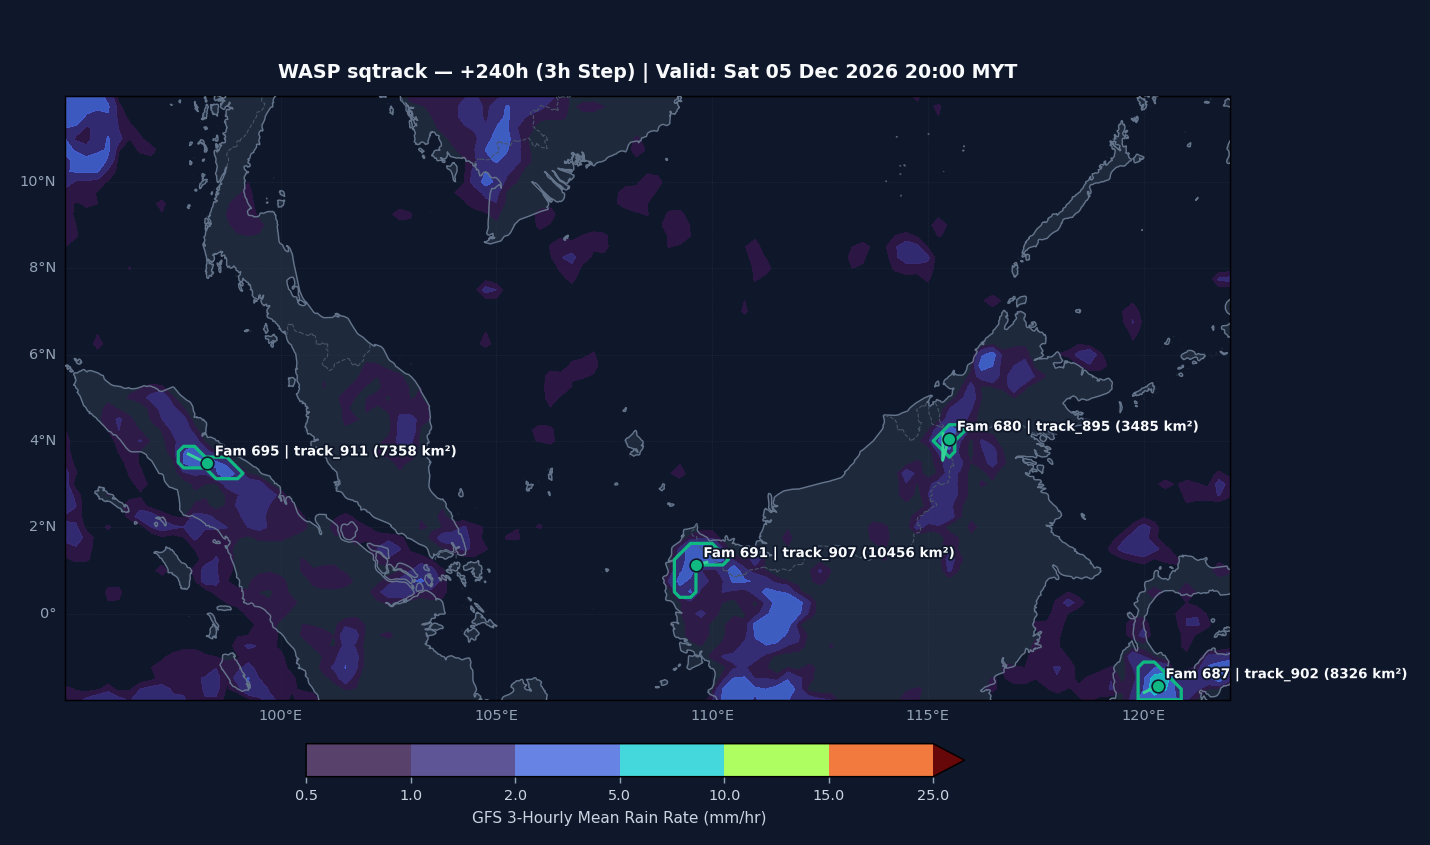 WASP sqtrack — +240h (3h Step) | Valid: Sat 05 Dec 2026 20:00 MYT
10°N
8°N
6°N
4°N
2°N
0°
Fam 695 | track_911 (7358 km²)
Fam 680 | track_895 (3485 km²)
Fam 691 | track_907 (10456 km²)
Fam 687 | track_902 (8326 km²)
100°E 105°E 110°E 115°E 120°E
0.5 1.0 2.0 5.0 10.0 15.0 25.0
GFS 3-Hourly Mean Rain Rate (mm/hr)